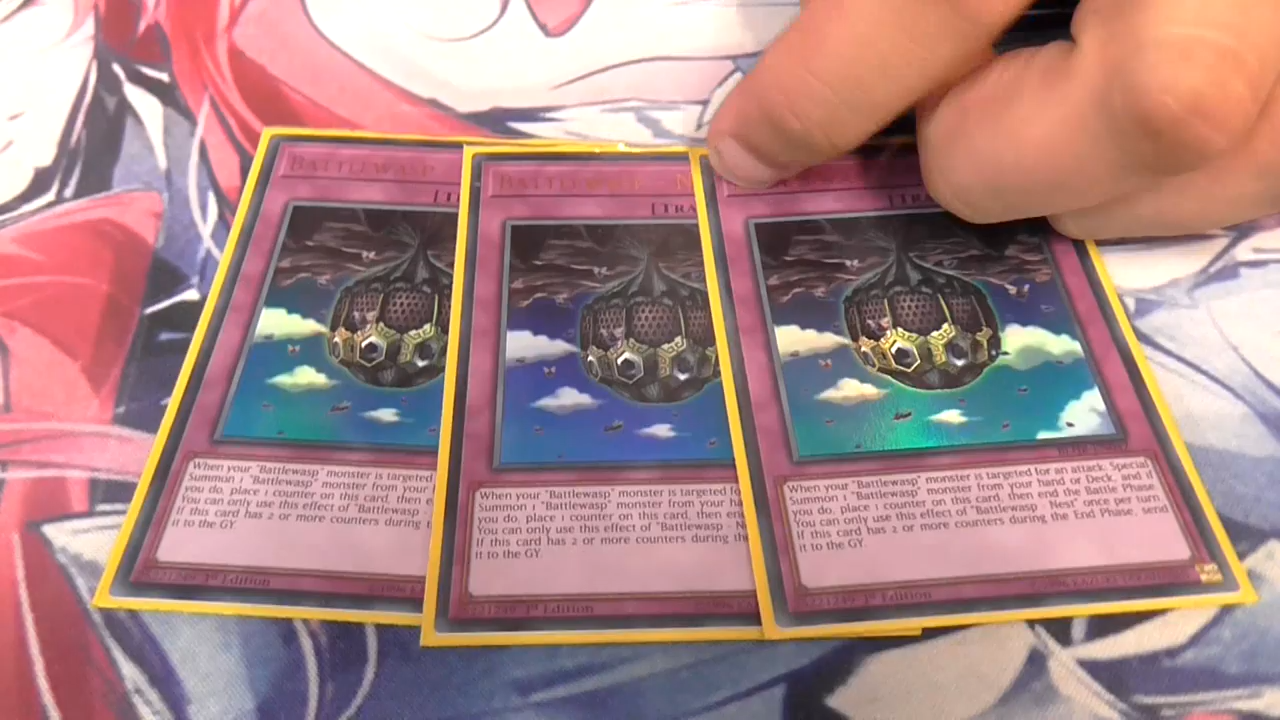 BATTLEWASP
[T
When your "Battlewasp" monster is targeted
Summon 1 "Battlewasp" monster from your
you do, place 1 counter on this card, then e
You can only use this effect of "Battlewasp
If this card has 2 or more counters during t
it to the GY.
1st Edition
BATTLEWASP - N
[TRA
When your "Battlewasp" monster is targeted fo
Summon 1 "Battlewasp" monster from your ha
you do, place 1 counter on this card, then end
You can only use this effect of "Battlewasp - Ne
If this card has 2 or more counters during the
it to the GY.
1st Edition
[TRA
When your "Battlewasp" monster is targeted for an attack: Special
Summon 1 "Battlewasp" monster from your hand or Deck, and if
you do, place 1 counter on this card, then end the Battle Phase.
You can only use this effect of "Battlewasp - Nest" once per turn.
If this card has 2 or more counters during the End Phase, send
it to the GY.
1st Edition